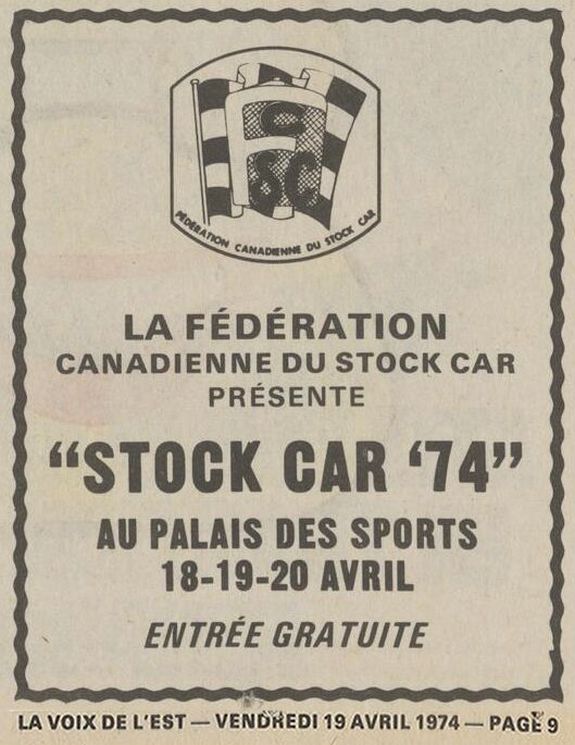 F
C
SC
FÉDÉRATION CANADIENNE DU STOCK CAR
LA FÉDÉRATION
CANADIENNE DU STOCK CAR
PRÉSENTE
“STOCK CAR ‘74”
AU PALAIS DES SPORTS
18-19-20 AVRIL
ENTRÉE GRATUITE
LA VOIX DE L'EST — VENDREDI 19 AVRIL 1974 — PAGE 9